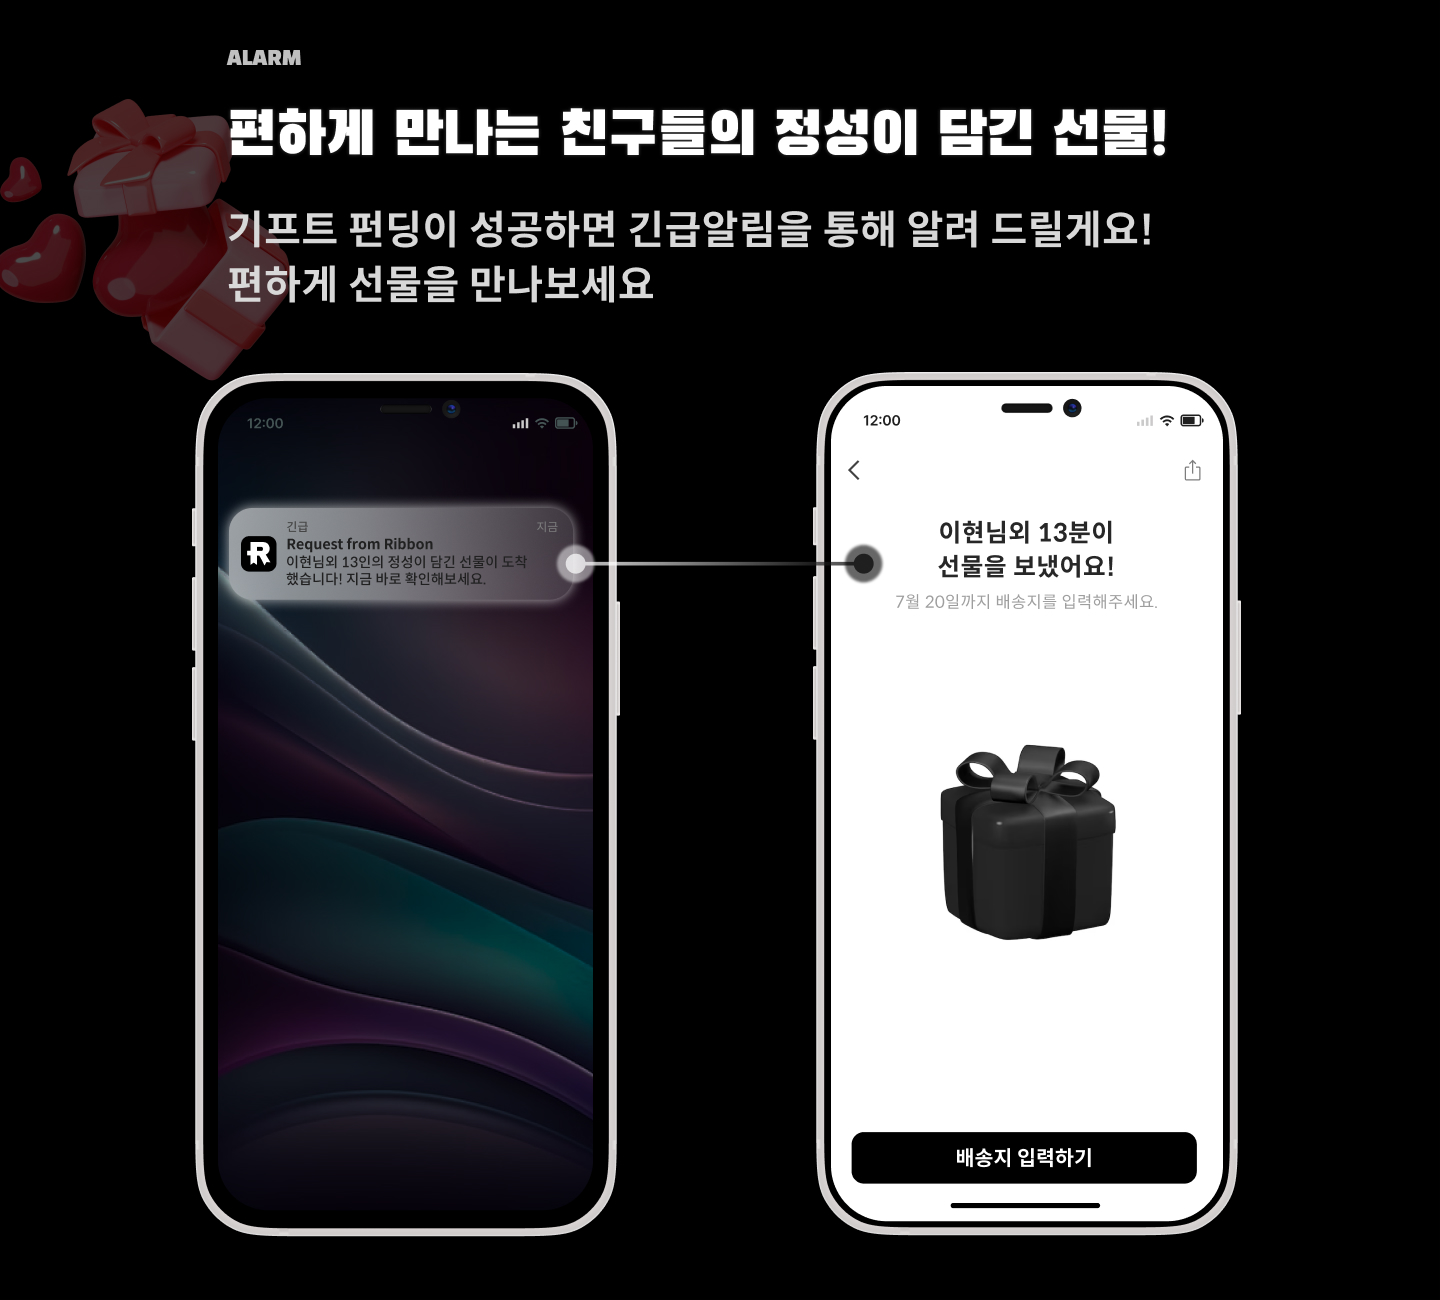 ALARM
편하게 만나는 친구들의 정성이 담긴 선물!
기프트 펀딩이 성공하면 긴급알림을 통해 알려 드릴게요!
편하게 선물을 만나보세요
12:00
긴급
지금
Request from Ribbon
이현님외 13인의 정성이 담긴 선물이 도착
했습니다! 지금 바로 확인해보세요.
R
12:00
이현님외 13분이
선물을 보냈어요!
7월 20일까지 배송지를 입력해주세요.
배송지 입력하기